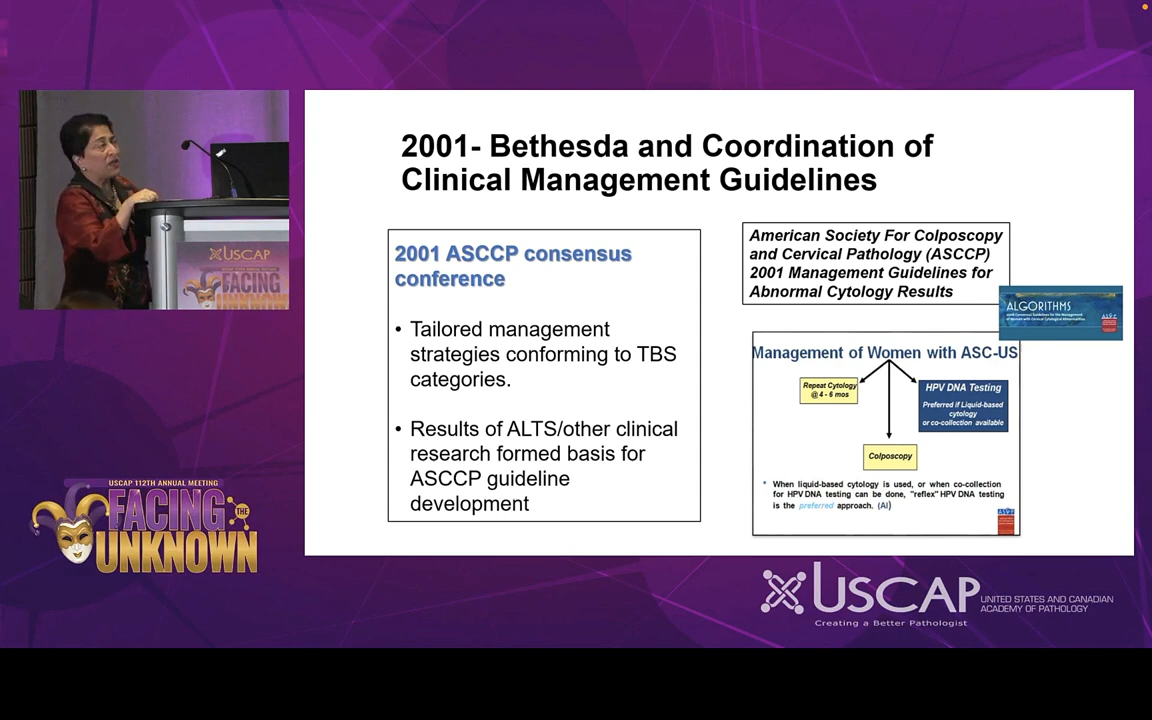 2001- Bethesda and Coordination of
Clinical Management Guidelines
2001 ASCCP consensus
conference
• Tailored management
strategies conforming to TBS
categories.
• Results of ALTS/other clinical
research formed basis for
ASCCP guideline
development
American Society For Colposcopy
and Cervical Pathology (ASCCP)
2001 Management Guidelines for
Abnormal Cytology Results
ALGORITHMS
Management of Women with ASC-US
Repeat Cytology
@ 4 - 6 mos
HPV DNA Testing
Preferred if Liquid-based
cytology
or co-collection available
Colposcopy
• When liquid-based cytology is used, or when co-collection
for HPV DNA testing can be done, "reflex" HPV DNA testing
is the preferred approach. (AI)
USCAP
FACING
UNKNOWN
USCAP 112TH ANNUAL MEETING
FACING
THE
UNKNOWN
USCAP
UNITED STATES AND CANADIAN
ACADEMY OF PATHOLOGY
Creating a Better Pathologist